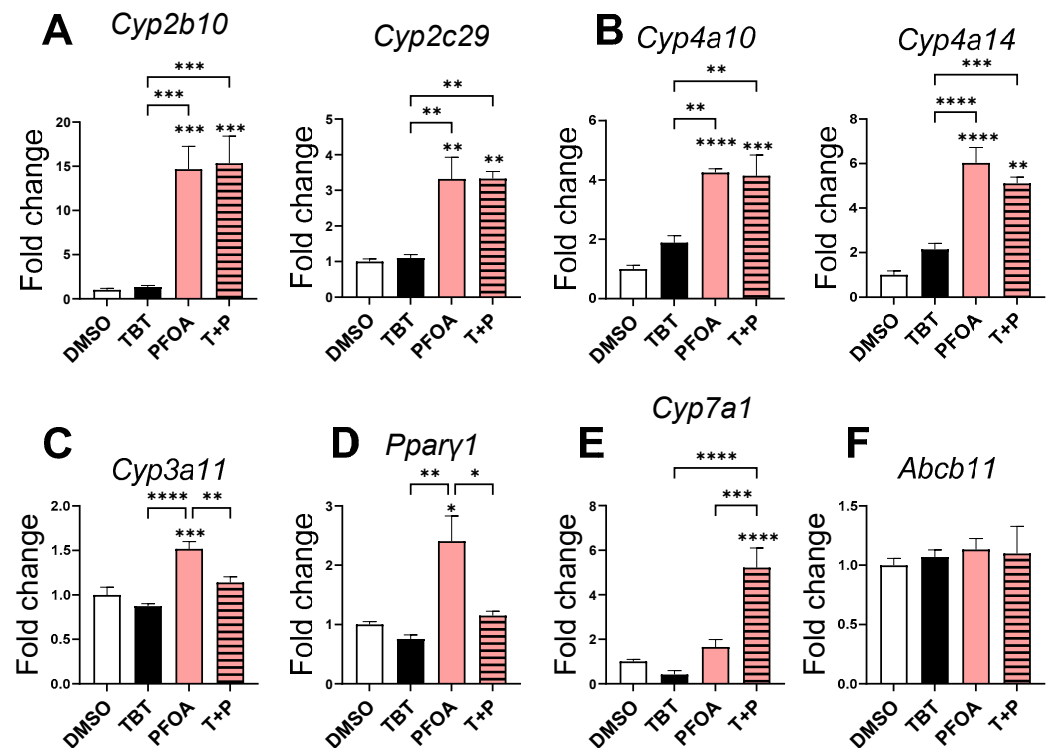 A
Cyp2b10
***
***
***
***
Fold change
20
15
10
5
0
DMSO
TBT
PFOA
T+P
Cyp2c29
**
**
**
**
Fold change
5
4
3
2
1
0
DMSO
TBT
PFOA
T+P
B
Cyp4a10
**
**
****
***
Fold change
6
4
2
0
DMSO
TBT
PFOA
T+P
Cyp4a14
***
****
****
**
Fold change
8
6
4
2
0
DMSO
TBT
PFOA
T+P
C
Cyp3a11
****
**
***
Fold change
2.0
1.5
1.0
0.5
0.0
DMSO
TBT
PFOA
T+P
D
Pparγ1
**
*
*
Fold change
3
2
1
0
DMSO
TBT
PFOA
T+P
E
Cyp7a1
****
***
****
Fold change
8
6
4
2
0
DMSO
TBT
PFOA
T+P
F
Abcb11
Fold change
1.5
1.0
0.5
0.0
DMSO
TBT
PFOA
T+P